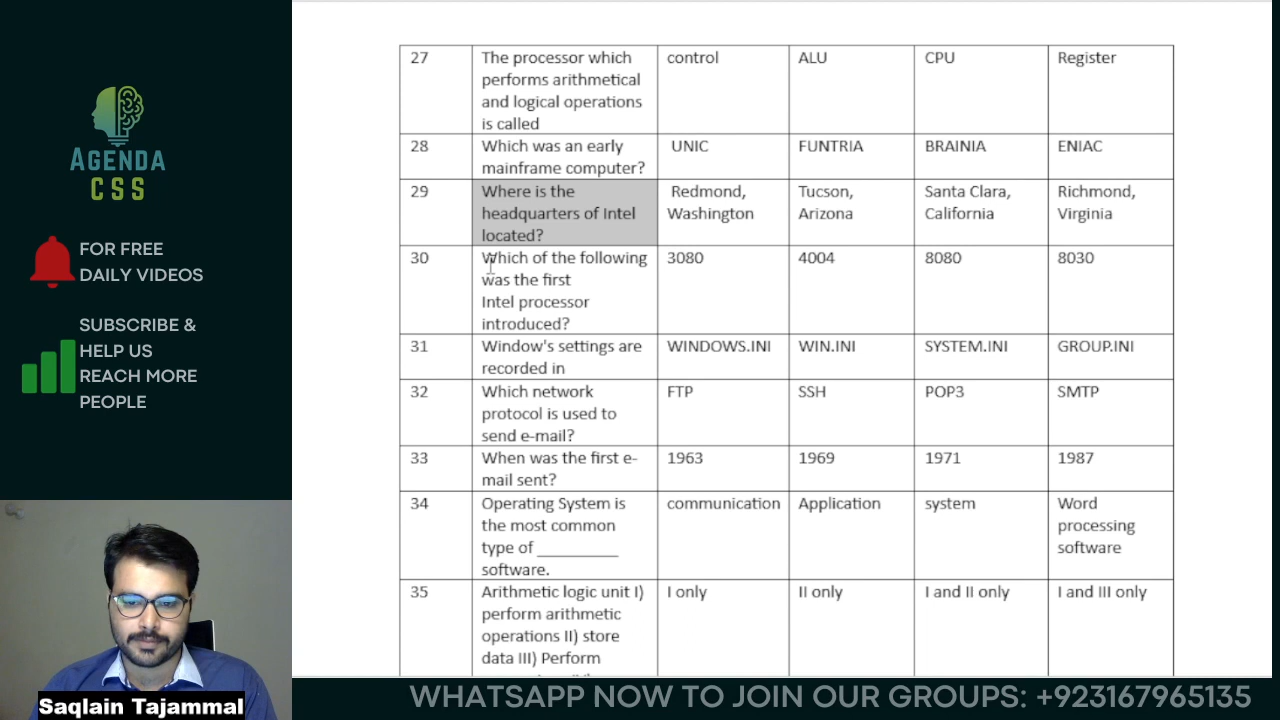 AGENDA
CSS
FOR FREE
DAILY VIDEOS
SUBSCRIBE &
HELP US
REACH MORE
PEOPLE
Saqlain Tajammal
27 The processor which control ALU CPU Register
performs arithmetical
and logical operations
is called
28 Which was an early UNIC FUNTRIA BRAINIA ENIAC
mainframe computer?
29 Where is the Redmond, Tucson, Santa Clara, Richmond,
headquarters of Intel Washington Arizona California Virginia
located?
30 Which of the following 3080 4004 8080 8030
was the first
Intel processor
introduced?
31 Window's settings are WINDOWS.INI WIN.INI SYSTEM.INI GROUP.INI
recorded in
32 Which network FTP SSH POP3 SMTP
protocol is used to
send e-mail?
33 When was the first e- 1963 1969 1971 1987
mail sent?
34 Operating System is communication Application system Word
the most common processing
type of _________ software
software.
35 Arithmetic logic unit I) I only II only I and II only I and III only
perform arithmetic
operations II) store
data III) Perform
WHATSAPP NOW TO JOIN OUR GROUPS: +923167965135